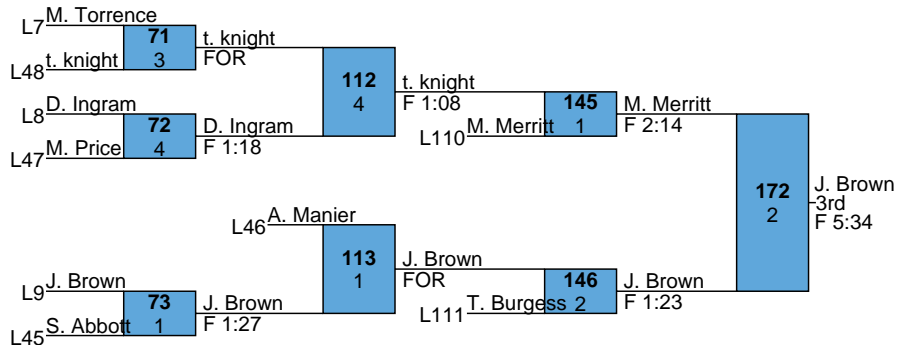 L7 M. Torrence
71
3
t. knight
FOR
L48 t. knight
112
4
t. knight
F 1:08
L8 D. Ingram
72
4
D. Ingram
F 1:18
L47 M. Price
145
1
M. Merritt
F 2:14
L110 M. Merritt
172
2
J. Brown
3rd
F 5:34
L46 A. Manier
113
1
J. Brown
FOR
L9 J. Brown
73
1
J. Brown
F 1:27
L45 S. Abbott
146
2
J. Brown
F 1:23
L111 T. Burgess